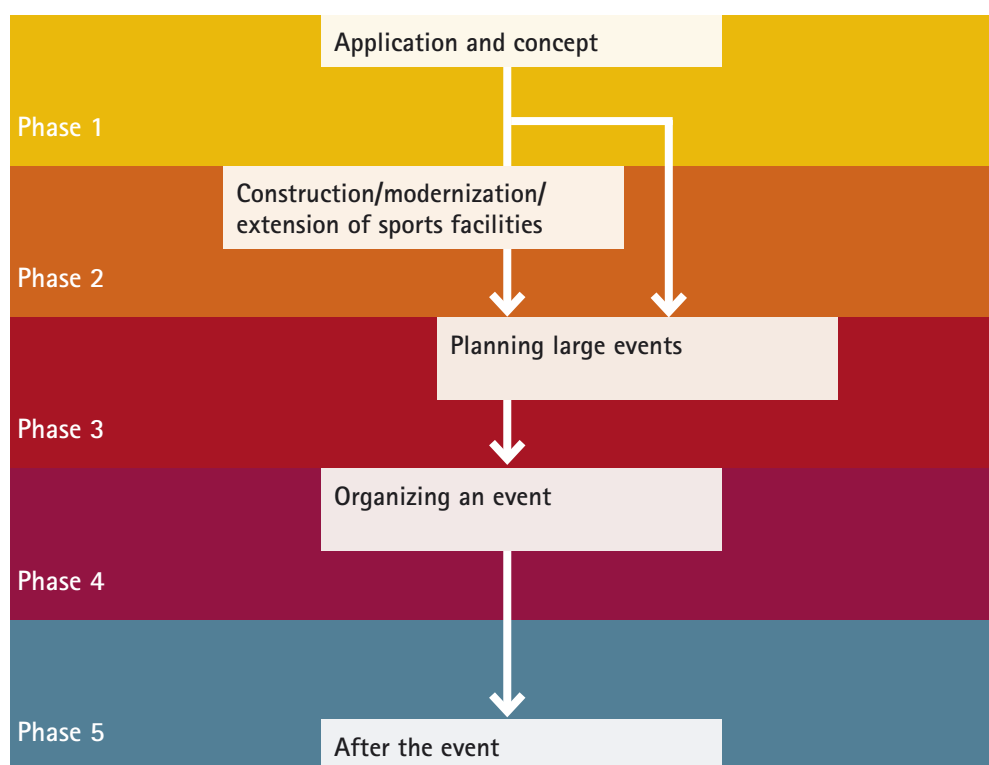 Application and concept
Phase 1
Construction/modernization/
extension of sports facilities
Phase 2
Planning large events
Phase 3
Organizing an event
Phase 4
Phase 5
After the event